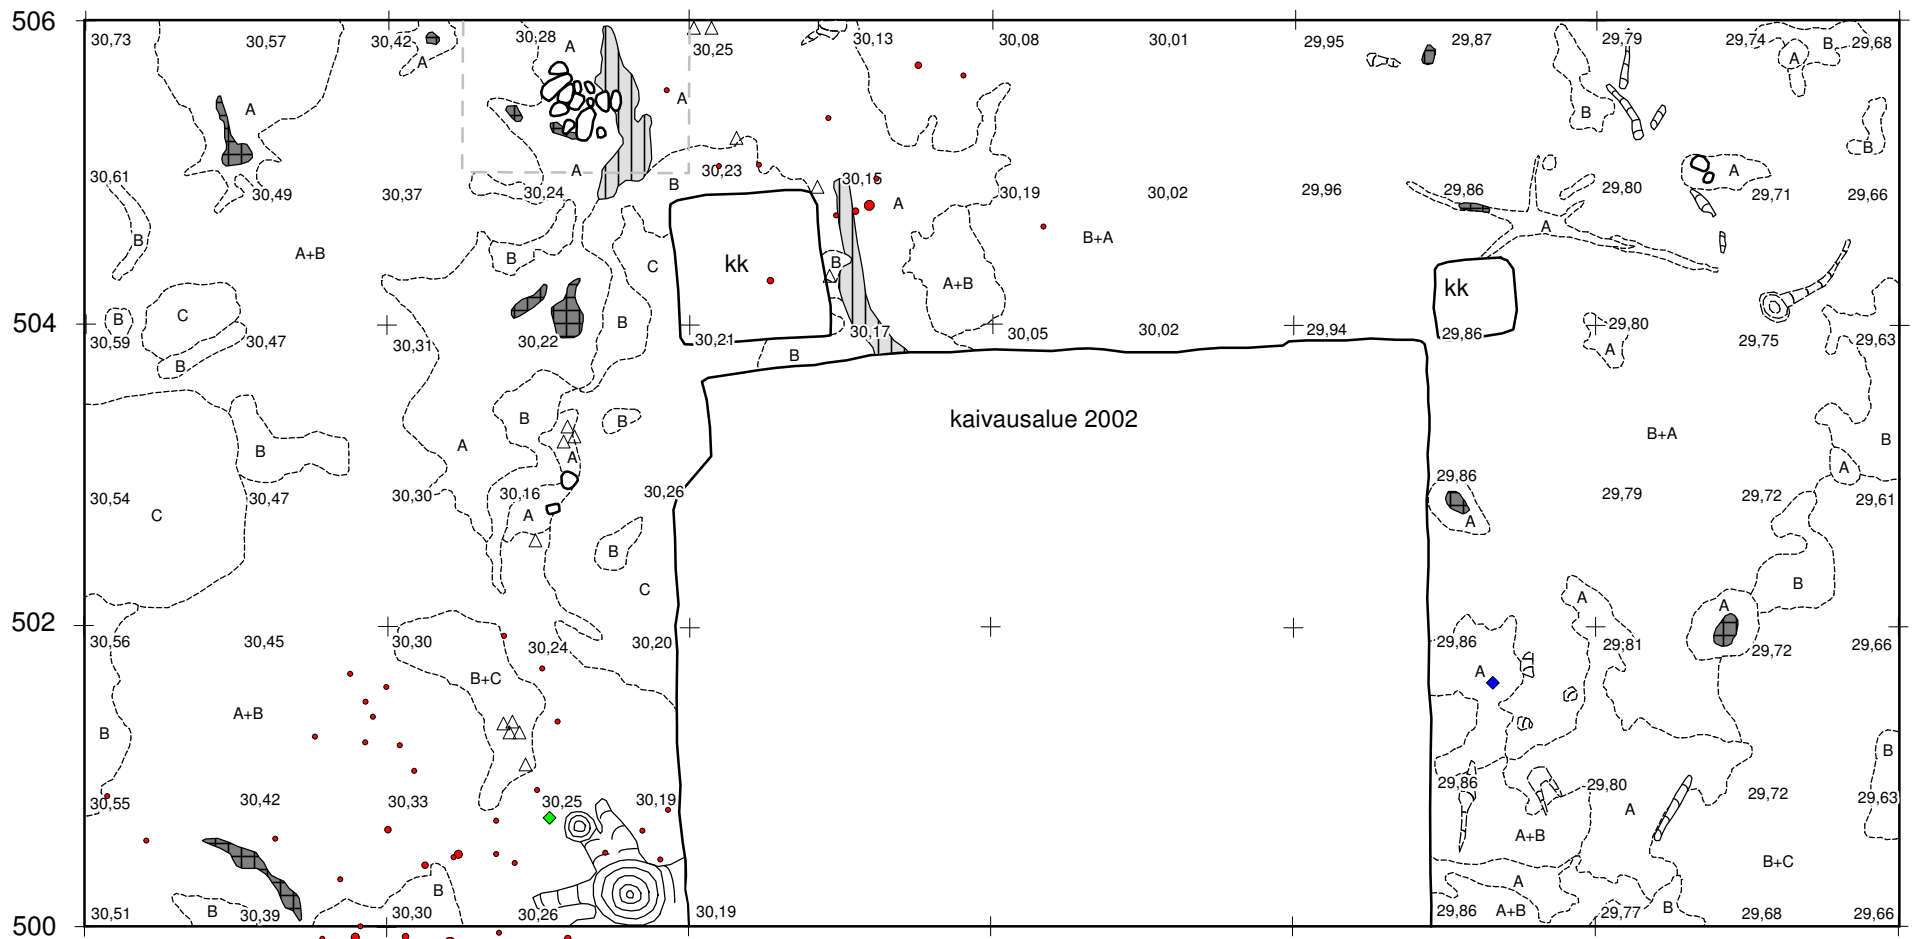 506
30,73 30,57 30,42 30,28 A 30,25 30,13 30,08 30,01 29,95 29,87 29,79 29,74 B 29,68
A A
A A B
B
30,61 30,49 30,37 A 30,24 B 30,23 30,15 A 30,19 30,02 29,96 29,86 29,80 A 29,71 29,66
B A+B B C kk B A+B B+A A
C B kk
504
B
30,59 30,47 30,31 30,22 30,21 30,17 30,05 30,02 29,94 29,86 29,80 29,75 29,63
B B A
B B kaivausalue 2002
B A A B+A B
A
30,54 30,47 30,30 30,16 30,26 29,86 29,79 29,72 29,61
C A A
B
C A A B
502
30,56 30,45 30,30 30,24 30,20 29,86 29,81 29,72 29,66
B+C A
A+B
B B
29,86
30,55 30,42 30,33 30,25 30,19 29,80 29,72 29,63
A
A+B
B+C
B A
B A+B B
30,51 30,39 30,30 30,26 30,19 29,86 29,77 29,68 29,66
500